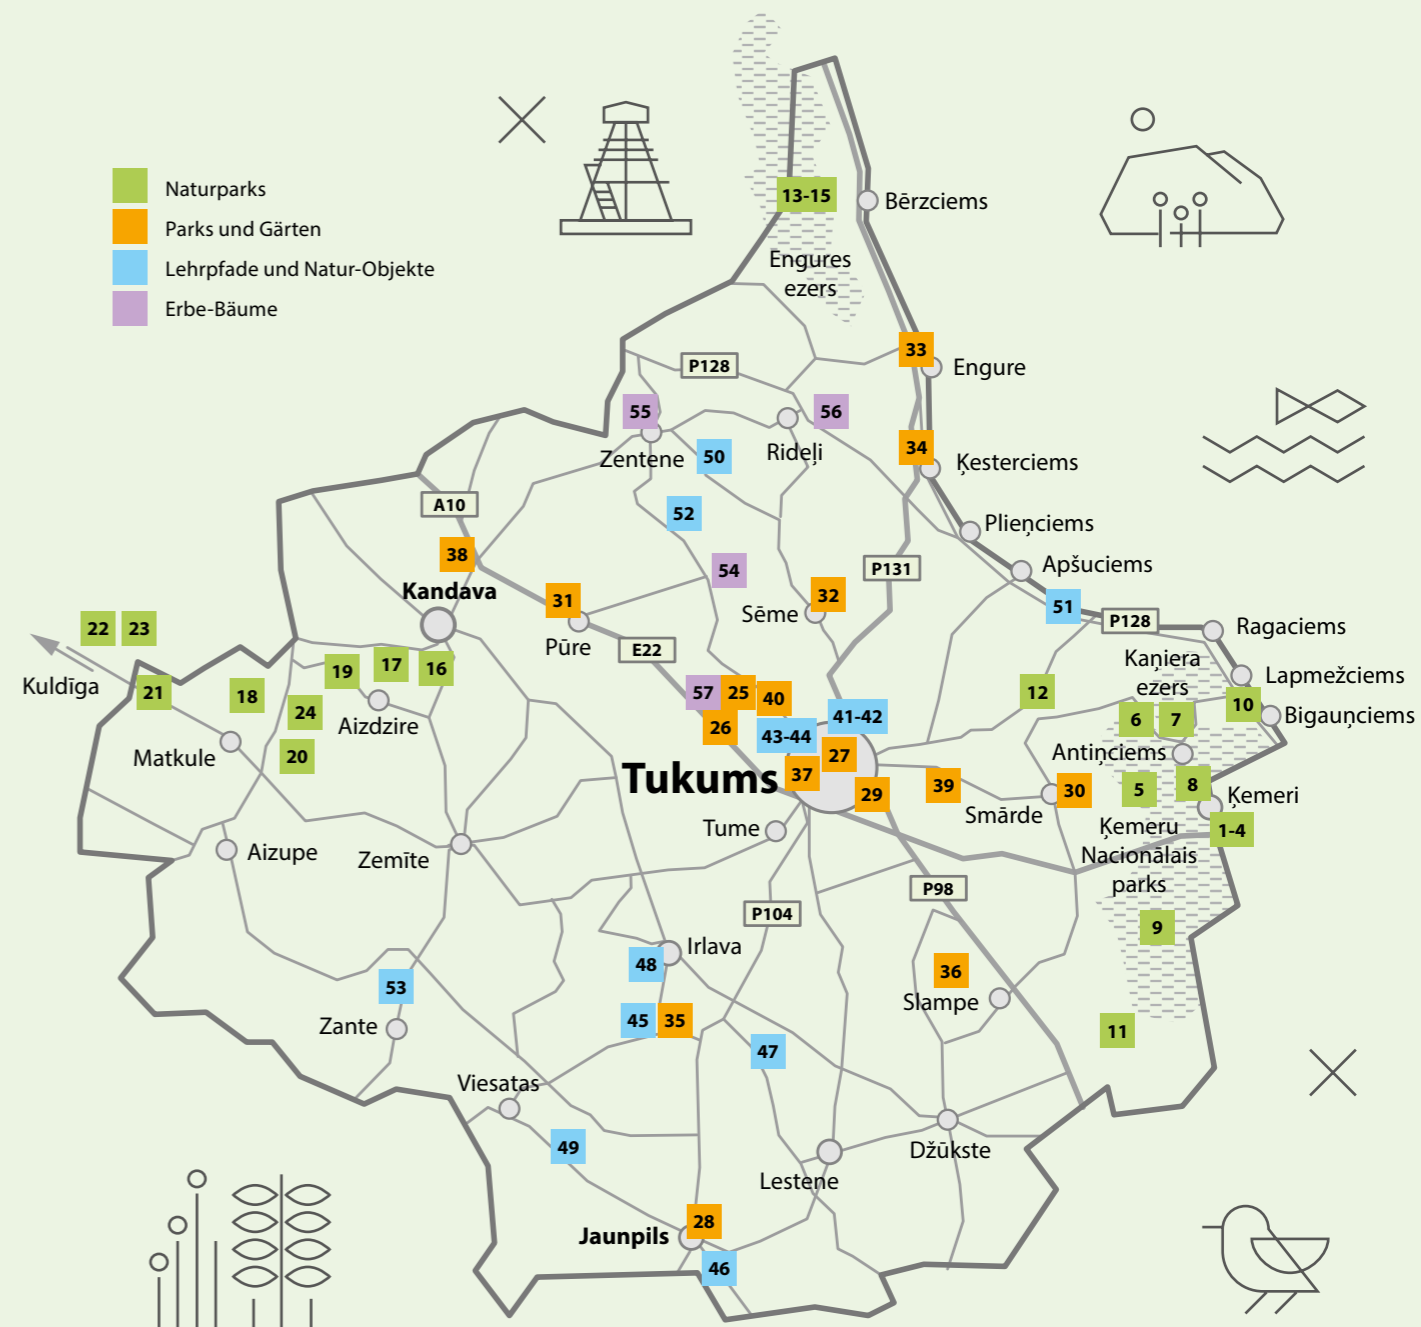 Naturparks
Parks und Gärten
Lehrpfade und Natur-Objekte
Erbe-Bäume
13-15
Bērzciems
Engures
ezers
33
Engure
P128
55
56
Zentene
50
Rideļi
34
Ķesterciems
A10
52
Plieņciems
38
P131
Apšuciems
54
Kandava
31
Sēme
32
51
P128
22
23
Pūre
E22
Ragaciems
Kuldīga
21
18
19
17
16
Kaņiera
ezers
Lapmežciems
24
Aizdzire
57
25
40
12
10
26
41-42
6
7
Bigauņciems
Matkule
20
43-44
27
Antiņciems
Tukums
37
29
39
Smārde
30
5
8
Ķemeri
Tume
Ķemeru
1-4
Aizupe
Zemīte
Nacionālais
parks
P98
P104
9
Irlava
48
36
53
Slampe
Zante
45
35
11
47
Viesatas
49
Džūkste
Lestene
28
Jaunpils
46